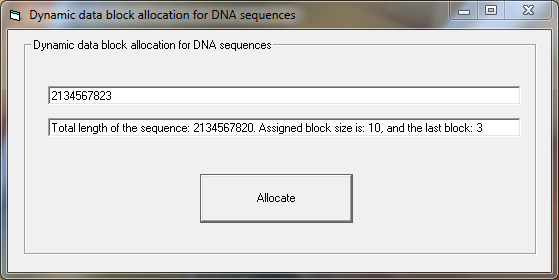 Dynamic data block allocation for DNA sequences
Dynamic data block allocation for DNA sequences
2134567823
Total length of the sequence: 2134567820. Assigned block size is: 10, and the last block: 3
Allocate